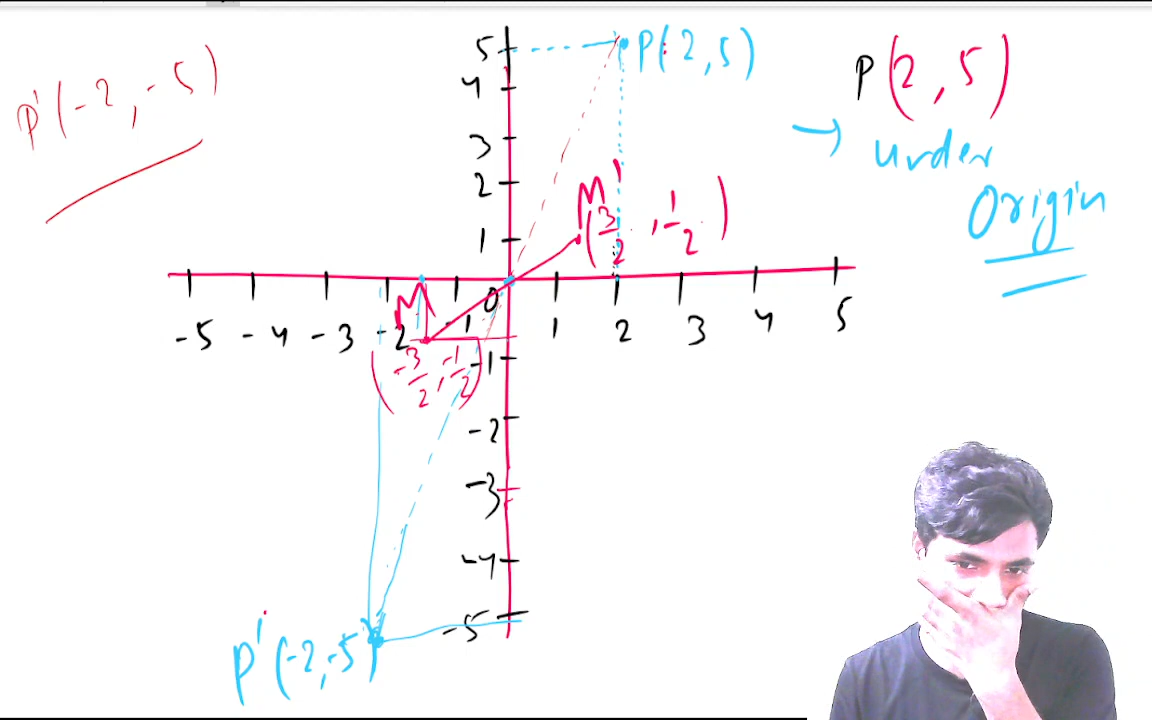 P'(-2, -5)
5
P(2, 5)
P(2, 5)
4
→ under
Origin
3
2
M'
(3/2, 1/2)
1
-5 -4 -3 -2 -1 0 1 2 3 4 5
M
(-3/2, -1/2)
-1
-2
-3
-4
-5
P'(-2, -5)